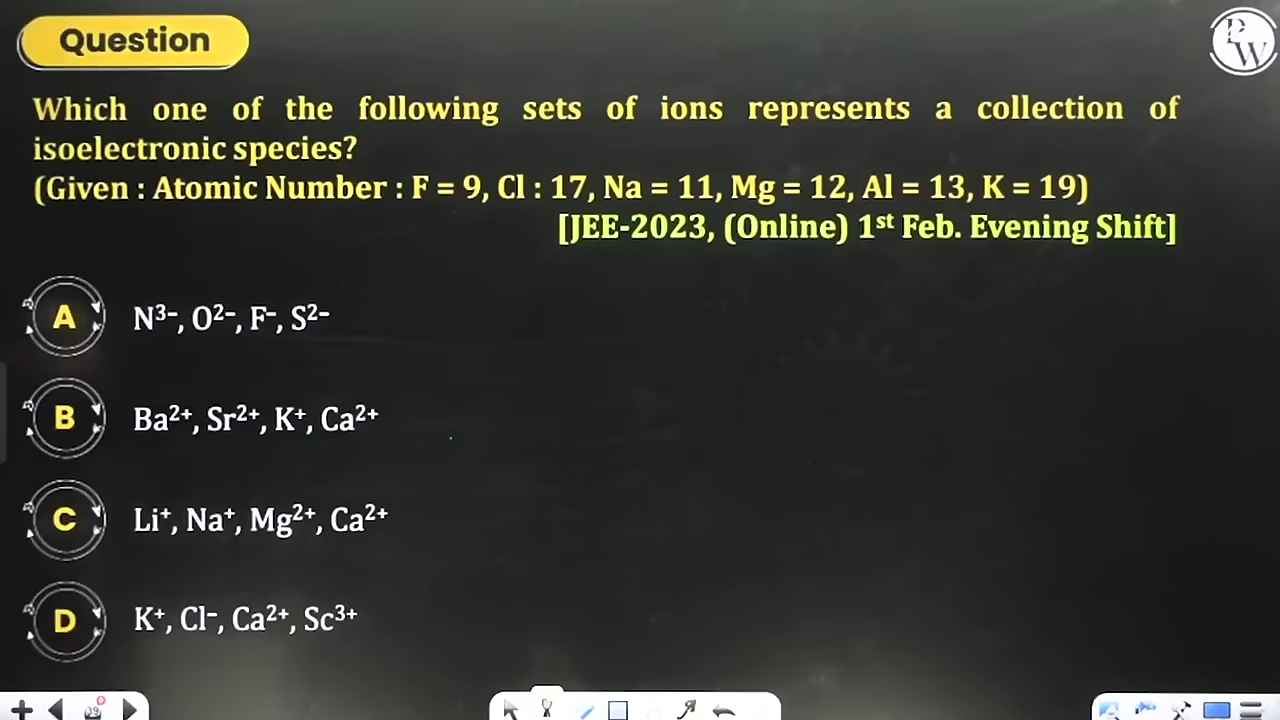 Question
PW
Which one of the following sets of ions represents a collection of
isoelectronic species?
(Given : Atomic Number : F = 9, Cl : 17, Na = 11, Mg = 12, Al = 13, K = 19)
[JEE-2023, (Online) 1ˢᵗ Feb. Evening Shift]
A N³⁻, O²⁻, F⁻, S²⁻
B Ba²⁺, Sr²⁺, K⁺, Ca²⁺
C Li⁺, Na⁺, Mg²⁺, Ca²⁺
D K⁺, Cl⁻, Ca²⁺, Sc³⁺